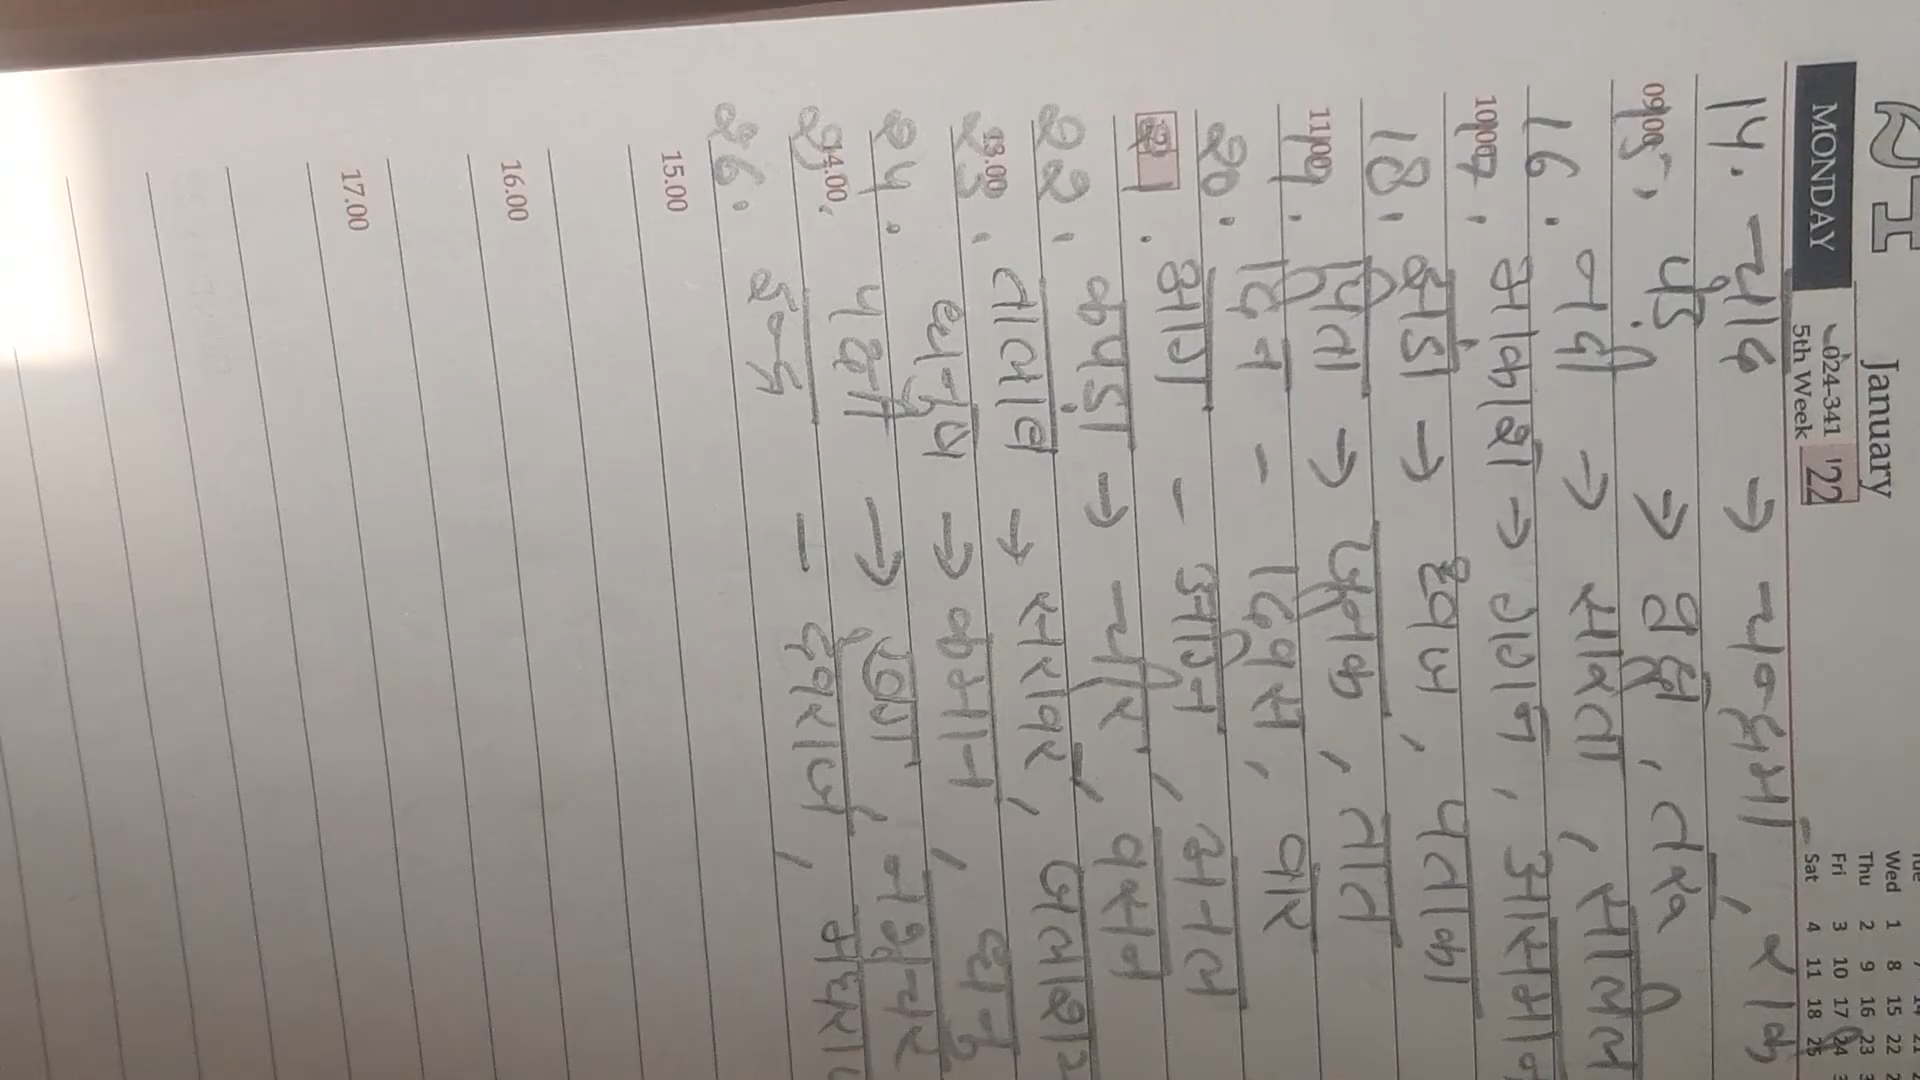 January
MONDAY
024-341 '22
5th Week
Wed 1 8 15 22
Thu 2 9 16 23
Fri 3 10 17 24
Sat 4 11 18 25
14. चाँद → चन्द्रमा, राके
09.00
15. पेड़ → वृक्ष, तरु
16. नदी → सरिता, सलिल
10.00
17. आकाश → गगन, आसमान
18. झंडा → ध्वज, पताका
11.00
19. पिता → जनक, तात
20. दिन - दिवस, वार
21. आग - अग्नि, अनल
22. कपड़ा → चीर, वसन
13.00
23. तालाब → सरोवर, जलाशय
24. धनुष → कमान, धनु
14.00
25. पक्षी → खग, नभचर
26. इन्द्र - देवराज,
15.00
16.00
17.00